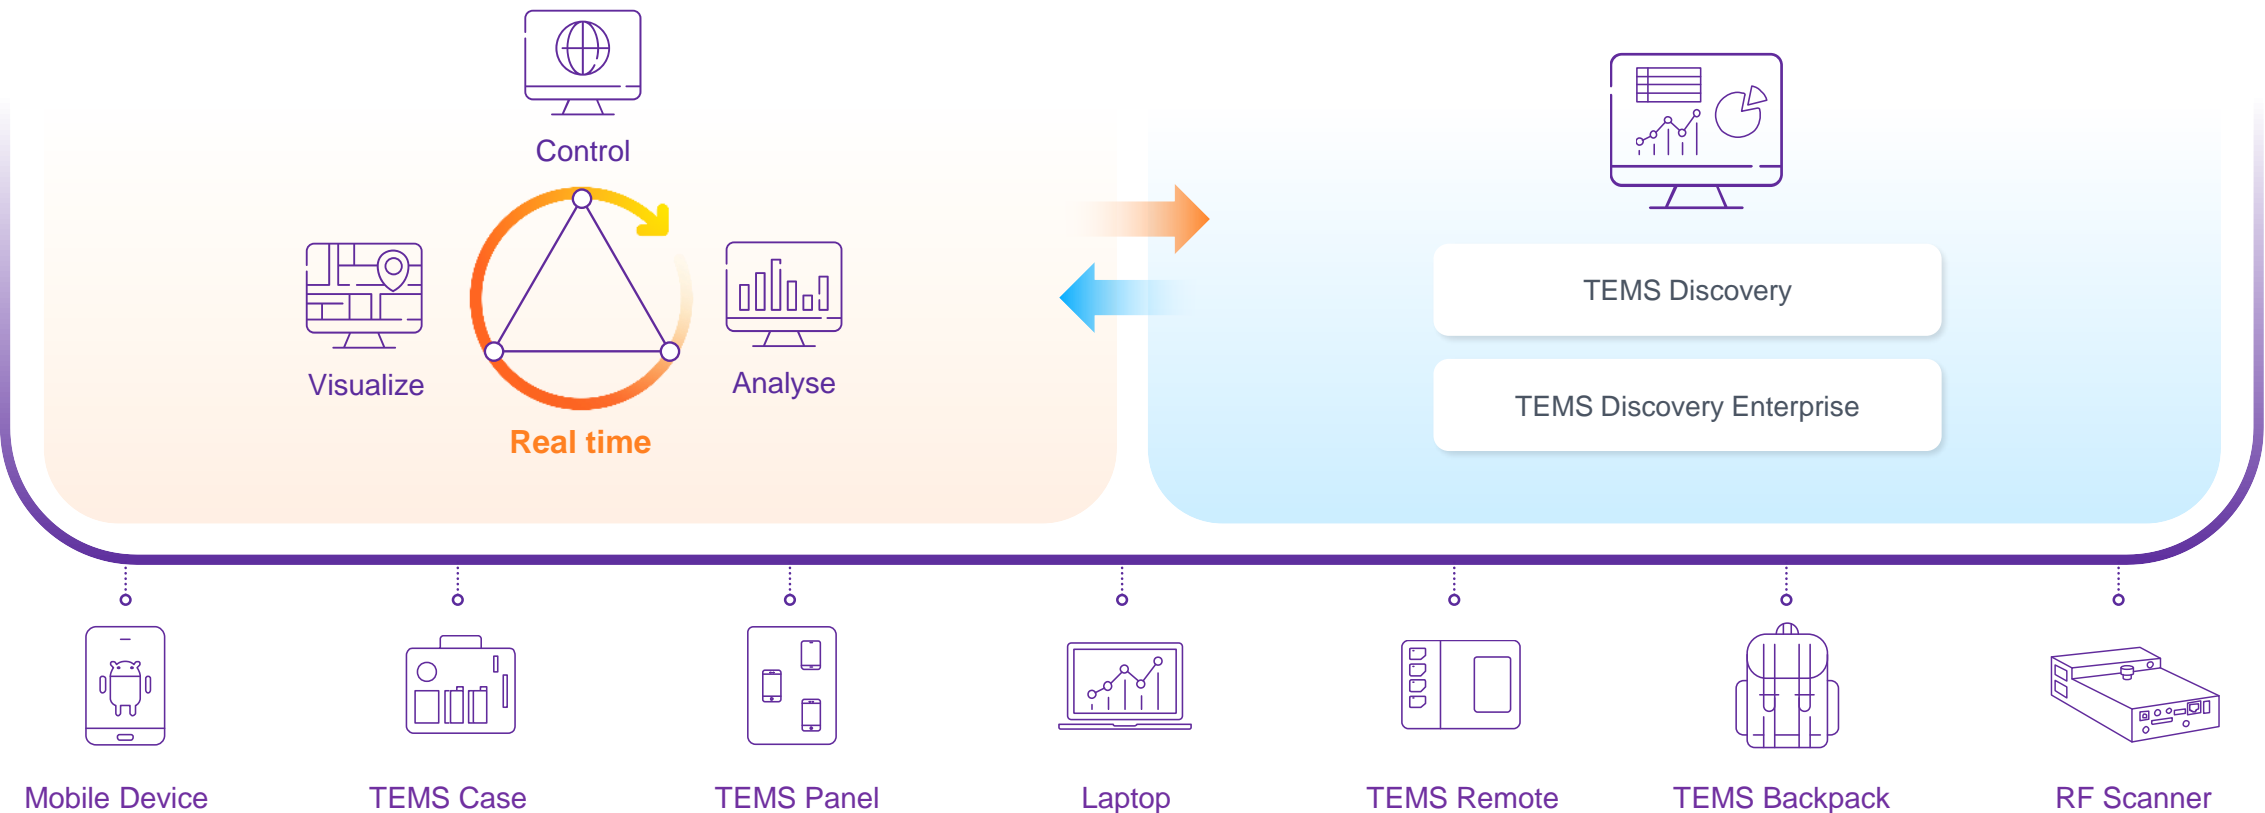 Control
Visualize
Analyse
Real time
TEMS Discovery
TEMS Discovery Enterprise
Mobile Device
TEMS Case
TEMS Panel
Laptop
TEMS Remote
TEMS Backpack
RF Scanner